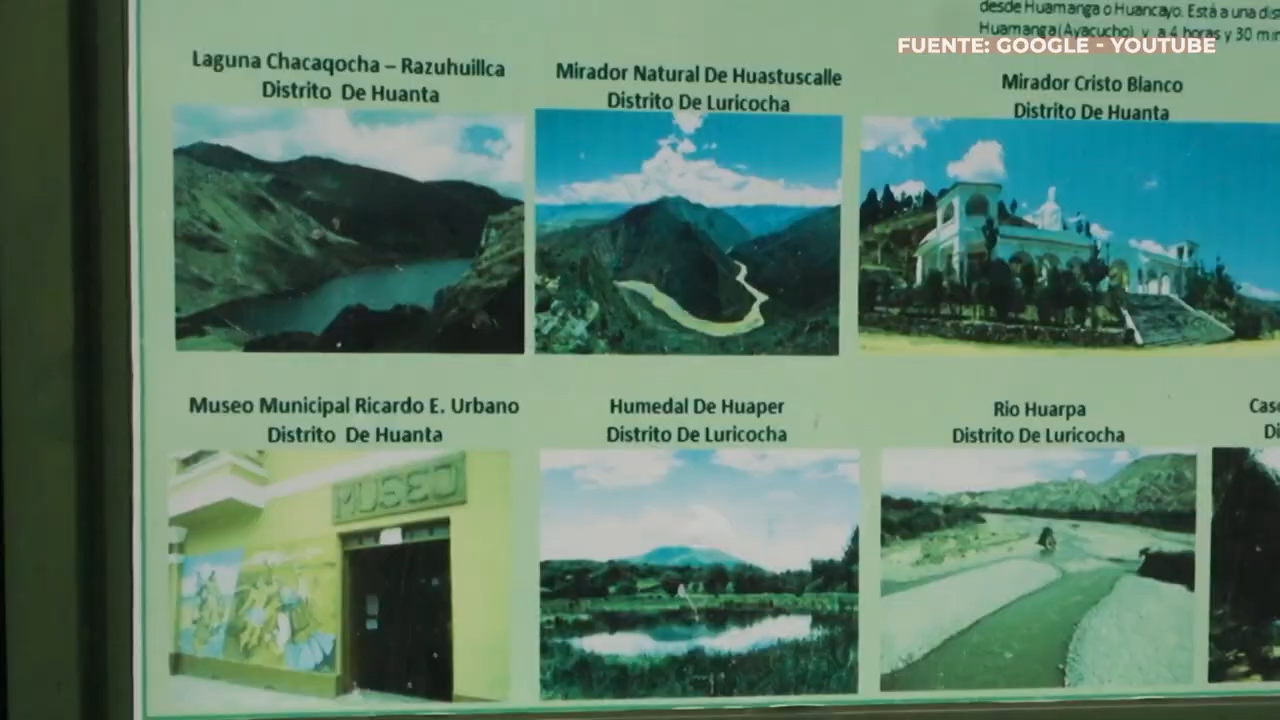 desde Huamanga o Huancayo. Está a una
Huamanga (Ayacucho) y a 4 horas y 30
FUENTE: GOOGLE - YOUTUBE
Laguna Chacaqocha – Razuhuillca
Distrito De Huanta
Mirador Natural De Huastuscalle
Distrito De Luricocha
Mirador Cristo Blanco
Distrito De Huanta
Museo Municipal Ricardo E. Urbano
Distrito De Huanta
MUSEO
Humedal De Huaper
Distrito De Luricocha
Rio Huarpa
Distrito De Luricocha